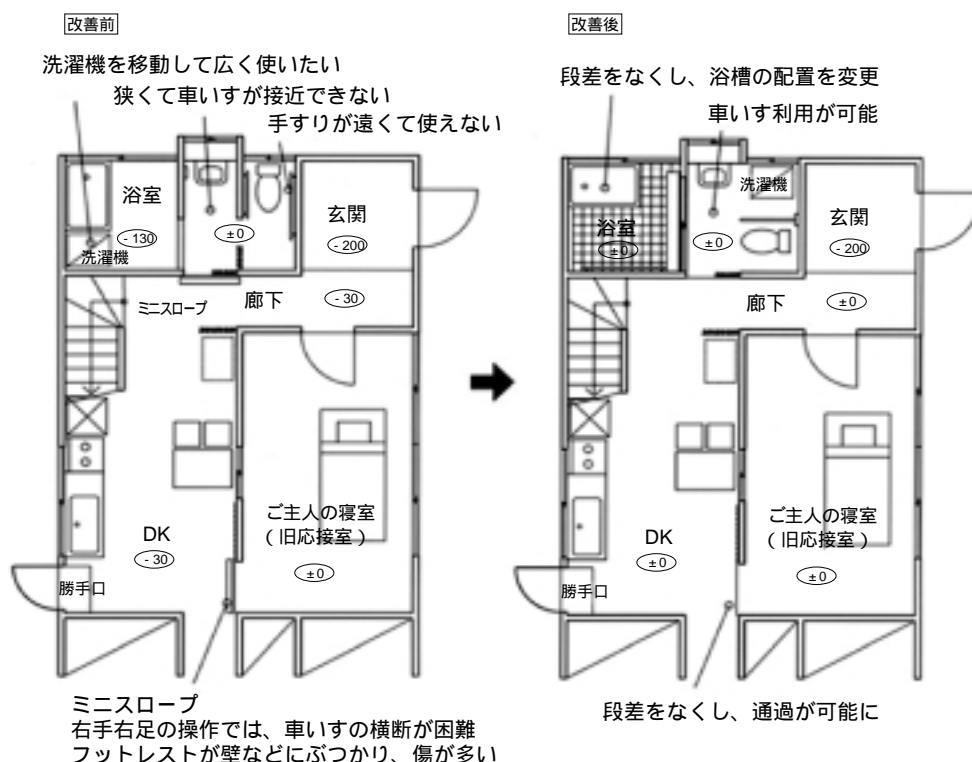 改善前
洗濯機を移動して広く使いたい
狭くて車いすが接近できない
手すりが遠くて使えない
浴室
-130
洗濯機
±0
玄関
-200
ミニスロープ
廊下
-30
DK
-30
ご主人の寝室
(旧応接室)
±0
勝手口
ミニスロープ
右手右足の操作では、車いすの横断が困難
フットレストが壁などにぶつかり、傷が多い
改善後
段差をなくし、浴槽の配置を変更
車いす利用が可能
浴室
±0
±0
洗濯機
玄関
-200
廊下
±0
DK
±0
ご主人の寝室
(旧応接室)
±0
勝手口
段差をなくし、通過が可能に